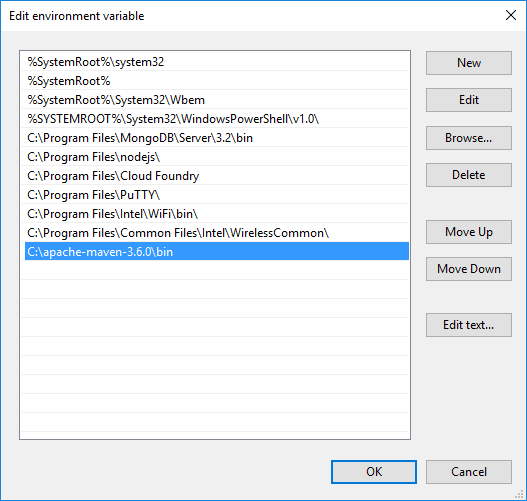 Edit environment variable
%SystemRoot%\system32
%SystemRoot%
%SystemRoot%\System32\Wbem
%SYSTEMROOT%\System32\WindowsPowerShell\v1.0\
C:\Program Files\MongoDB\Server\3.2\bin
C:\Program Files\nodejs\
C:\Program Files\Cloud Foundry
C:\Program Files\PuTTY\
C:\Program Files\Intel\WiFi\bin\
C:\Program Files\Common Files\Intel\WirelessCommon\
C:\apache-maven-3.6.0\bin
New
Edit
Browse...
Delete
Move Up
Move Down
Edit text...
OK
Cancel